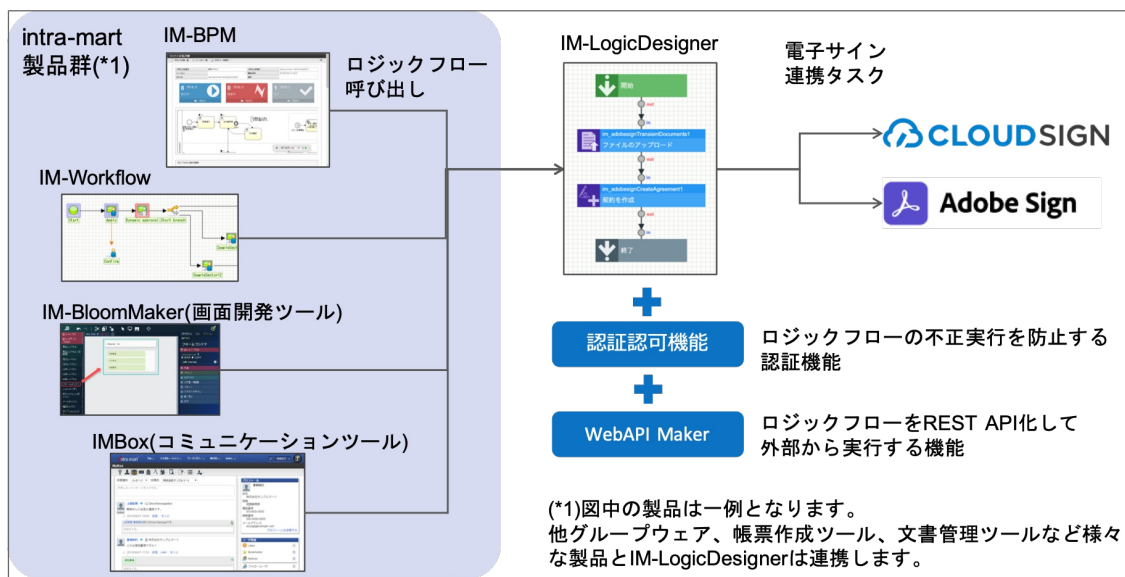 intra-mart
製品群(*1)
IM-BPM
ロジックフロー
呼び出し
IM-Workflow
Start
Apply
Confirm
IM-BloomMaker(画面開発ツール)
IMBox(コミュニケーションツール)
IM-LogicDesigner
開始
out
in
im_adobesignTransientDocuments1
ファイルのアップロード
out
in
im_adobesignCreateAgreement1
契約を作成
out
in
終了
電子サイン
連携タスク
CLOUDSIGN
Adobe Sign
認証認可機能
ロジックフローの不正実行を防止する
認証機能
WebAPI Maker
ロジックフローをREST API化して
外部から実行する機能
(*1)図中の製品は一例となります。
他グループウェア、帳票作成ツール、文書管理ツールなど様々
な製品とIM-LogicDesignerは連携します。